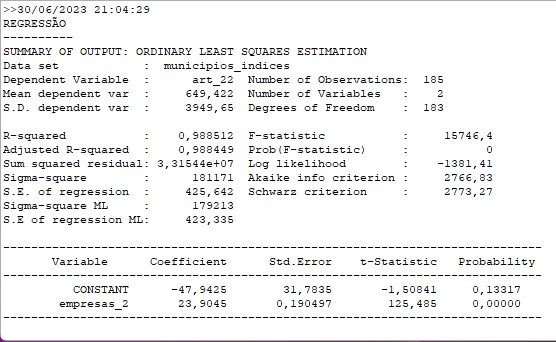 >>30/06/2023 21:04:29
REGRESSÃO
----------
SUMMARY OF OUTPUT: ORDINARY LEAST SQUARES ESTIMATION
Data set            :  municipios_indices
Dependent Variable  :      art_22  Number of Observations:  185
Mean dependent var  :     649,422  Number of Variables   :    2
S.D. dependent var  :     3949,65  Degrees of Freedom    :  183

R-squared           :    0,988512  F-statistic           :     15746,4
Adjusted R-squared  :    0,988449  Prob(F-statistic)     :           0
Sum squared residual: 3,31544e+07  Log likelihood        :    -1381,41
Sigma-square        :      181171  Akaike info criterion :     2766,83
S.E. of regression  :     425,642  Schwarz criterion     :     2773,27
Sigma-square ML     :      179213
S.E of regression ML:     423,335

-----------------------------------------------------------------------------
       Variable      Coefficient      Std.Error    t-Statistic   Probability
-----------------------------------------------------------------------------
          CONSTANT      -47,9425        31,7835       -1,50841       0,13317
        empresas_2       23,9045       0,190497        125,485       0,00000
-----------------------------------------------------------------------------